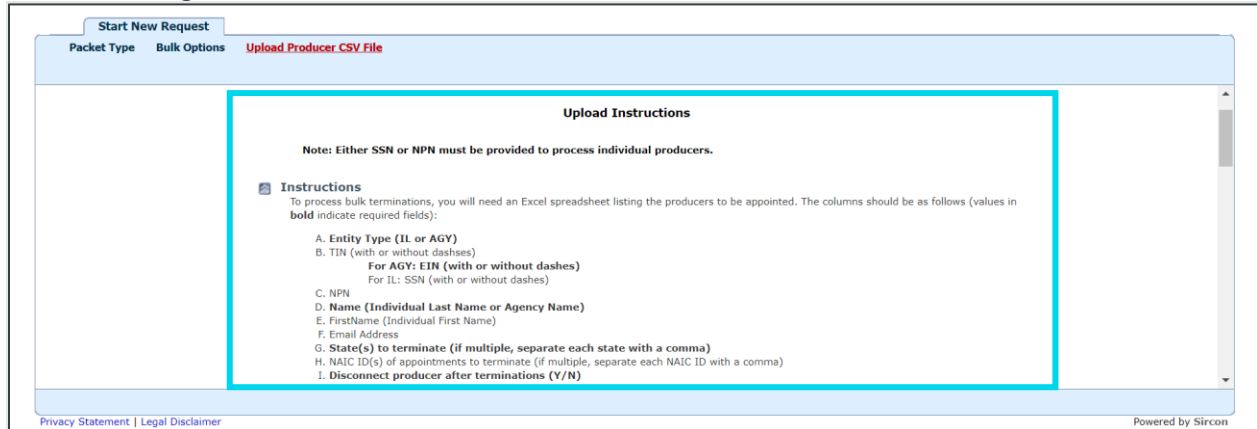 Start New Request
Packet Type Bulk Options Upload Producer CSV File
Upload Instructions
Note: Either SSN or NPN must be provided to process individual producers.
Instructions
To process bulk terminations, you will need an Excel spreadsheet listing the producers to be appointed. The columns should be as follows (values in
bold indicate required fields):
A. Entity Type (IL or AGY)
B. TIN (with or without dashses)
For AGY: EIN (with or without dashes)
For IL: SSN (with or without dashes)
C. NPN
D. Name (Individual Last Name or Agency Name)
E. FirstName (Individual First Name)
F. Email Address
G. State(s) to terminate (if multiple, separate each state with a comma)
H. NAIC ID(s) of appointments to terminate (if multiple, separate each NAIC ID with a comma)
I. Disconnect producer after terminations (Y/N)
Privacy Statement | Legal Disclaimer Powered by Sircon